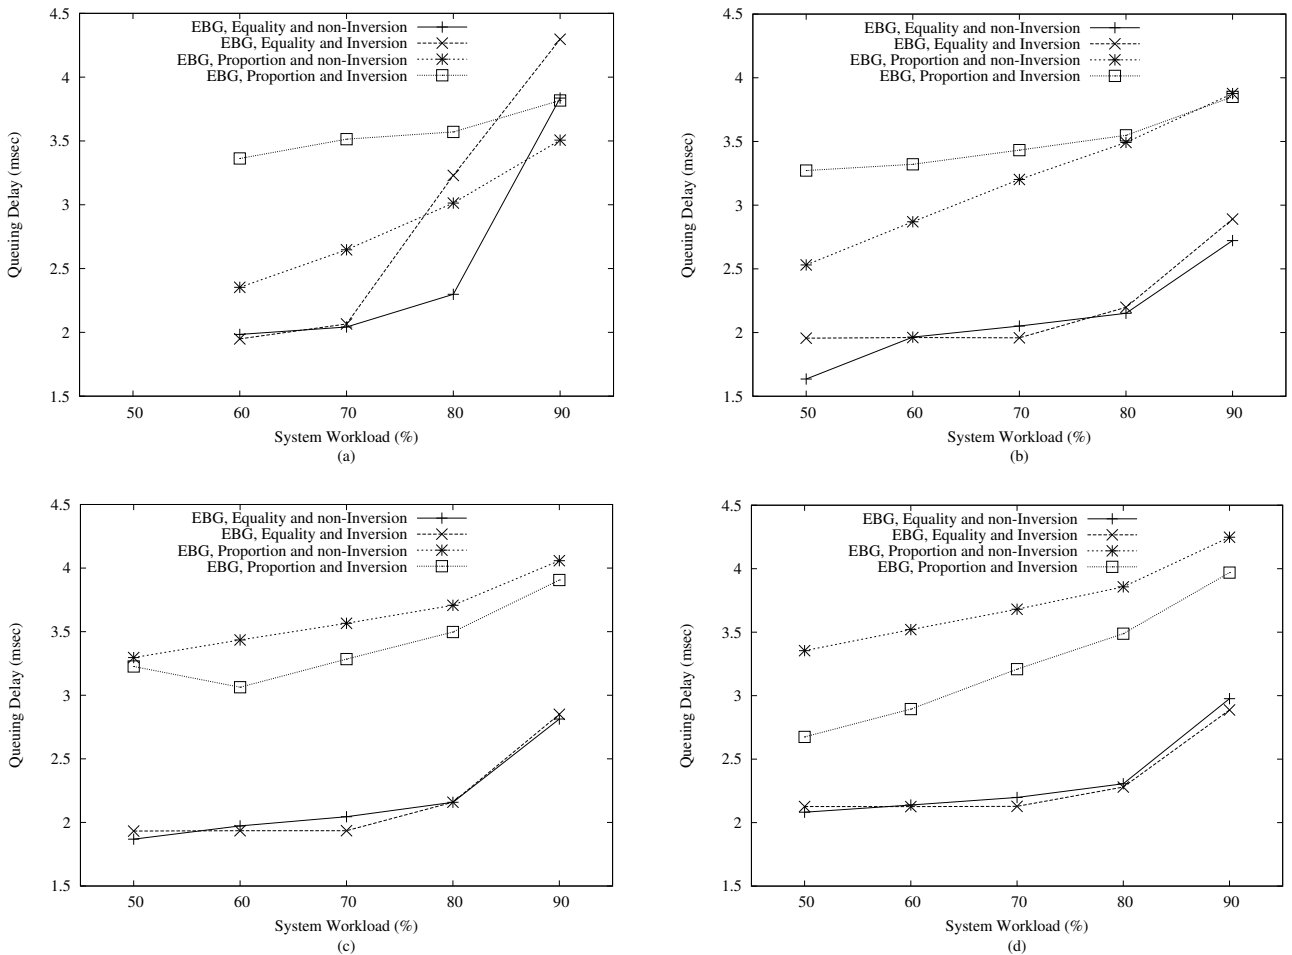 4.5
4
3.5
3
2.5
2
1.5
Queuing Delay (msec)
EBG, Equality and non-Inversion
EBG, Equality and Inversion
EBG, Proportion and non-Inversion
EBG, Proportion and Inversion
50 60 70 80 90
System Workload (%)
(a)
4.5
4
3.5
3
2.5
2
1.5
Queuing Delay (msec)
EBG, Equality and non-Inversion
EBG, Equality and Inversion
EBG, Proportion and non-Inversion
EBG, Proportion and Inversion
50 60 70 80 90
System Workload (%)
(b)
4.5
4
3.5
3
2.5
2
1.5
Queuing Delay (msec)
EBG, Equality and non-Inversion
EBG, Equality and Inversion
EBG, Proportion and non-Inversion
EBG, Proportion and Inversion
50 60 70 80 90
System Workload (%)
(c)
4.5
4
3.5
3
2.5
2
1.5
Queuing Delay (msec)
EBG, Equality and non-Inversion
EBG, Equality and Inversion
EBG, Proportion and non-Inversion
EBG, Proportion and Inversion
50 60 70 80 90
System Workload (%)
(d)